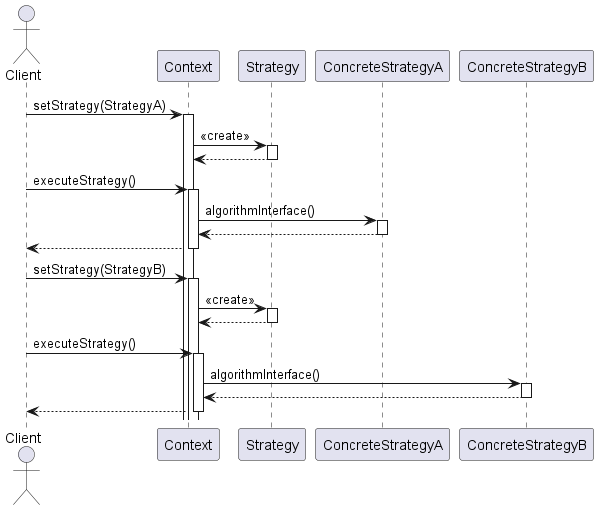 Client
Context
Strategy
ConcreteStrategyA
ConcreteStrategyB
setStrategy(StrategyA)
«create»
executeStrategy()
algorithmInterface()
setStrategy(StrategyB)
«create»
executeStrategy()
algorithmInterface()
Client
Context
Strategy
ConcreteStrategyA
ConcreteStrategyB